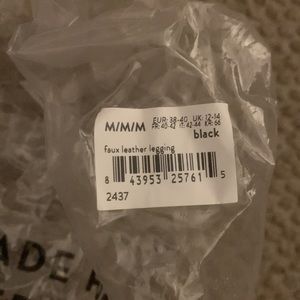 M/M/M EUR: 38-40 UK: 12-14
FR: 40-42 IT: 42-44 KR: 66
black
faux leather legging
8 43953 25761 5
2437
ADE